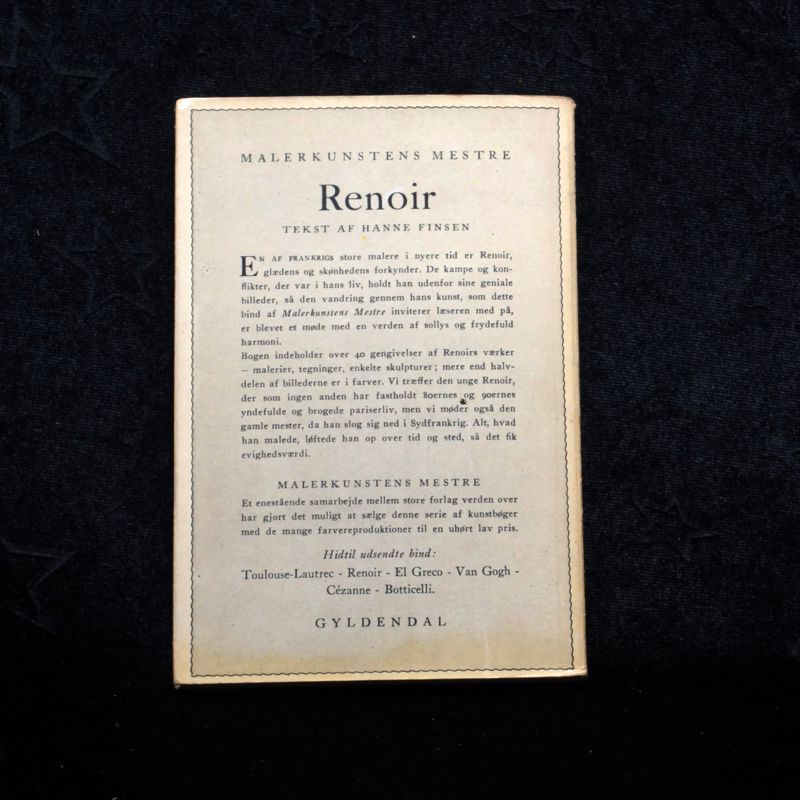 MALERKUNSTENS MESTRE
Renoir
TEKST AF HANNE FINSEN
EN AF FRANKRIGS store malere i nyere tid er Renoir,
glædens og skønhedens forkynder. De kampe og kon-
flikter, der var i hans liv, holdt han udenfor sine geniale
billeder, så den vandring gennem hans kunst, som dette
bind af Malerkunstens Mestre inviterer læseren med på,
er blevet et møde med en verden af sollys og frydefuld
harmoni.
Bogen indeholder over 40 gengivelser af Renoirs værker
– malerier, tegninger, enkelte skulpturer; mere end halv-
delen af billederne er i farver. Vi træffer den unge Renoir,
der som ingen anden har fastholdt 80ernes og 90ernes
yndefulde og brogede pariserliv, men vi møder også den
gamle mester, da han slog sig ned i Sydfrankrig. Alt, hvad
han malede, løftede han op over tid og sted, så det fik
evighedsværdi.
MALERKUNSTENS MESTRE
Et enestående samarbejde mellem store forlag verden over
har gjort det muligt at sælge denne serie af kunstbøger
med de mange farvereproduktioner til en uhørt lav pris.
Hidtil udsendte bind:
Toulouse-Lautrec - Renoir - El Greco - Van Gogh -
Cézanne - Botticelli.
GYLDENDAL